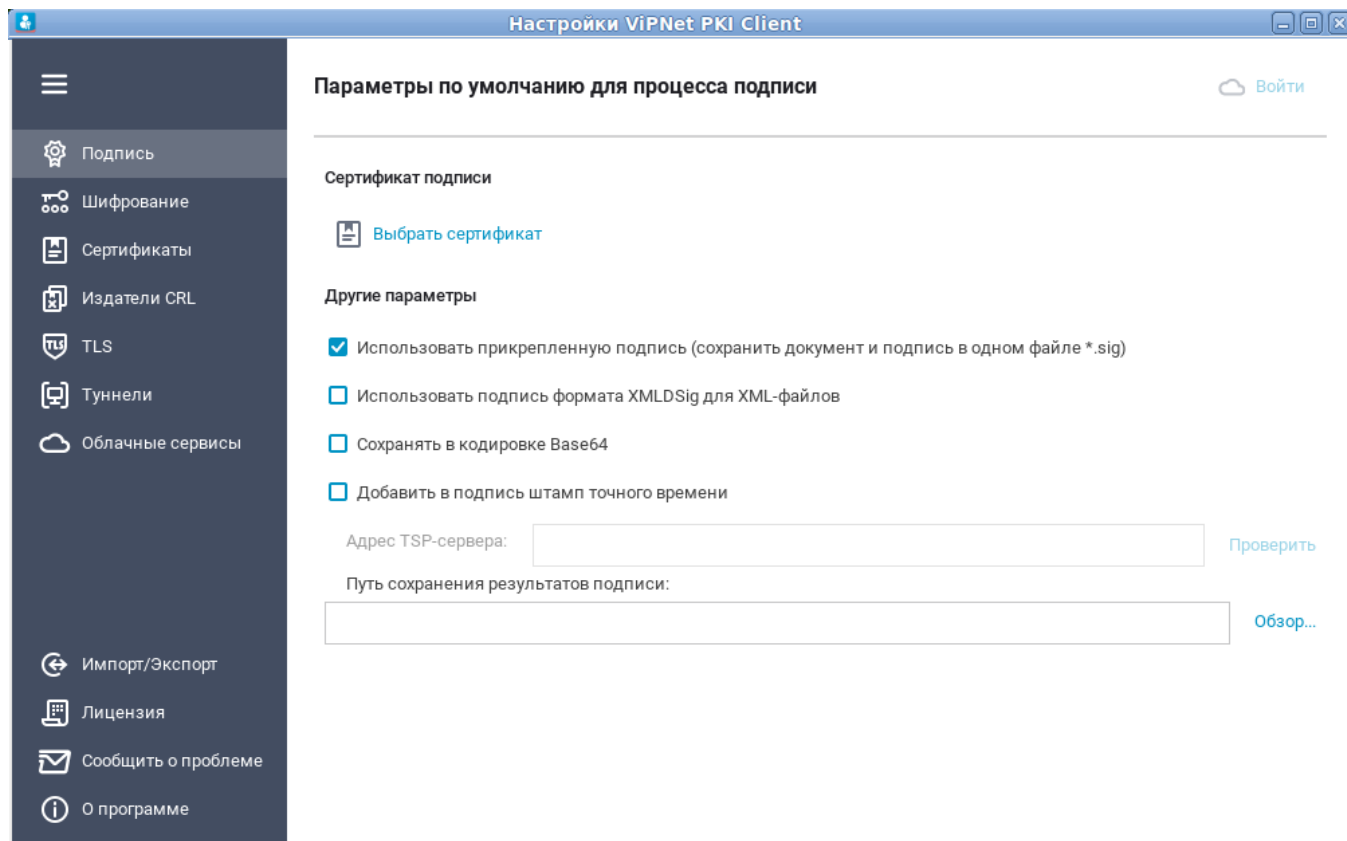 Настройки ViPNet PKI Client
Параметры по умолчанию для процесса подписи
Войти
Подпись
Шифрование
Сертификаты
Издатели CRL
TLS
TLS
Туннели
Облачные сервисы
Импорт/Экспорт
Лицензия
Сообщить о проблеме
О программе
Сертификат подписи
Выбрать сертификат
Другие параметры
Использовать прикрепленную подпись (сохранить документ и подпись в одном файле *.sig)
Использовать подпись формата XMLDSig для XML-файлов
Сохранять в кодировке Base64
Добавить в подпись штамп точного времени
Адрес TSP-сервера:
Проверить
Путь сохранения результатов подписи:
Обзор...